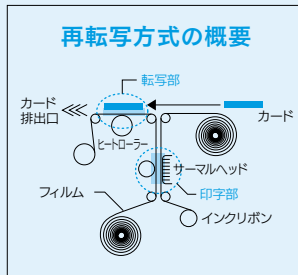 再転写方式の概要
転写部
カード
排出口
カード
ヒートローラー
サーマルヘッド
フィルム
印字部
インクリボン